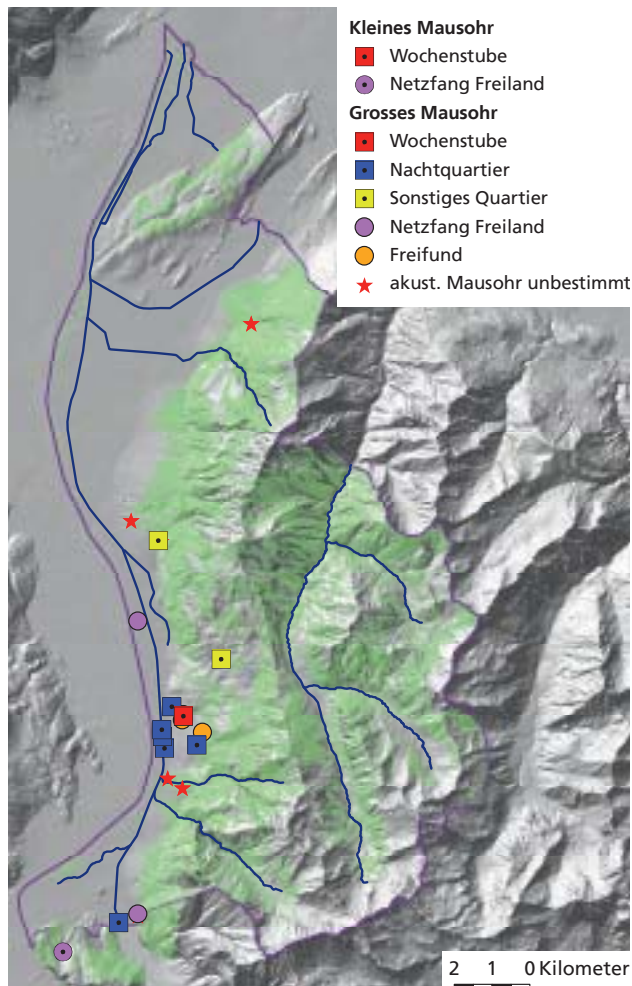 Kleines Mausohr
Wochenstube
Netzfang Freiland
Grosses Mausohr
Wochenstube
Nachtquartier
Sonstiges Quartier
Netzfang Freiland
Freifund
akust. Mausohr unbestimmt
2 1 0 Kilometer